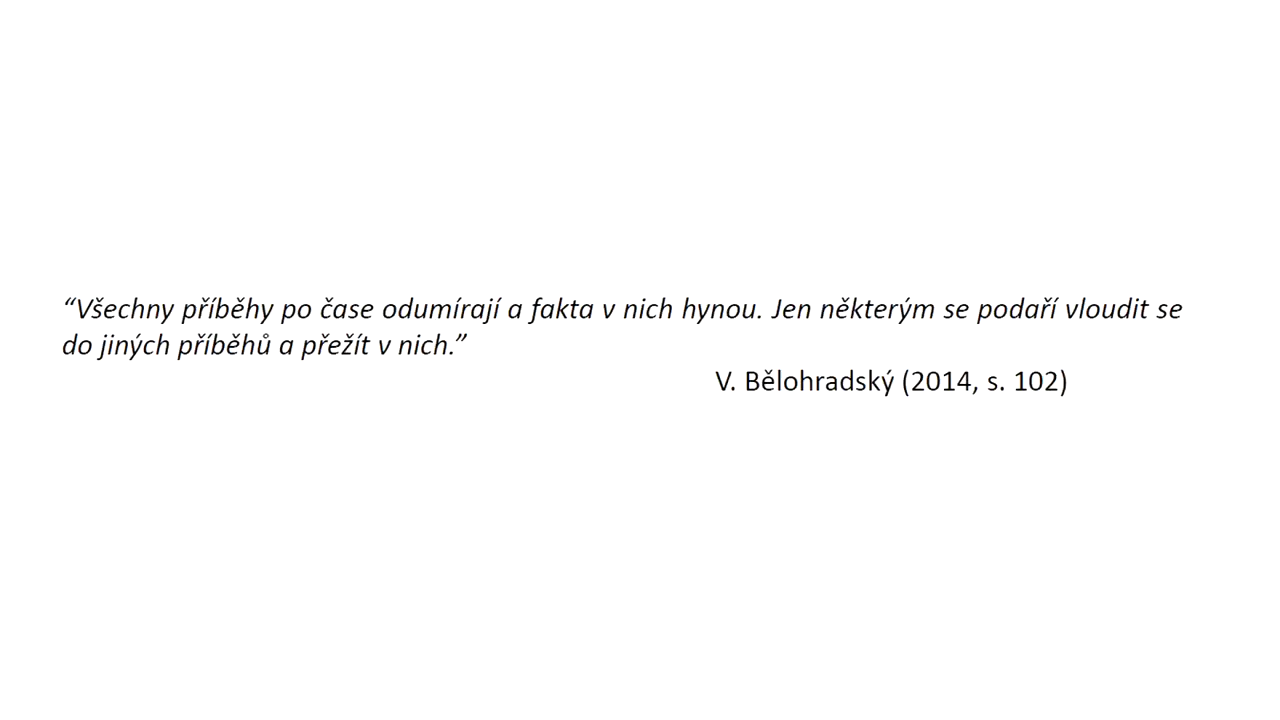 “Všechny příběhy po čase odumírají a fakta v nich hynou. Jen některým se podaří vloudit se
do jiných příběhů a přežít v nich.”
V. Bělohradský (2014, s. 102)